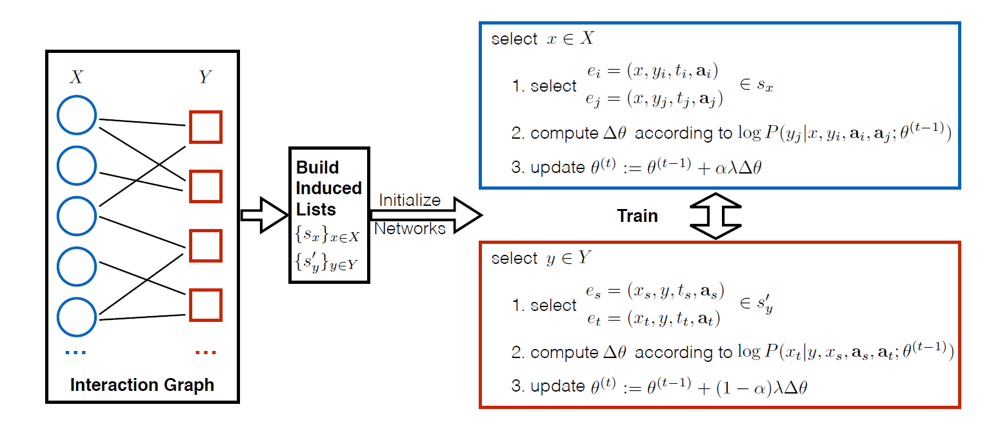 X Y
... ...
Interaction Graph
Build
Induced
Lists
{s_x}_{x∈X}
{s'_y}_{y∈Y}
Initialize
Networks
select x ∈ X
1. select e_i = (x, y_i, t_i, a_i)
e_j = (x, y_j, t_j, a_j) ∈ s_x
2. compute Δθ according to log P(y_j|x, y_i, a_i, a_j; θ^{(t−1)})
3. update θ^{(t)} := θ^{(t−1)} + αλΔθ
Train
select y ∈ Y
1. select e_s = (x_s, y, t_s, a_s)
e_t = (x_t, y, t_t, a_t) ∈ s'_y
2. compute Δθ according to log P(x_t|y, x_s, a_s, a_t; θ^{(t−1)})
3. update θ^{(t)} := θ^{(t−1)} + (1 − α)λΔθ